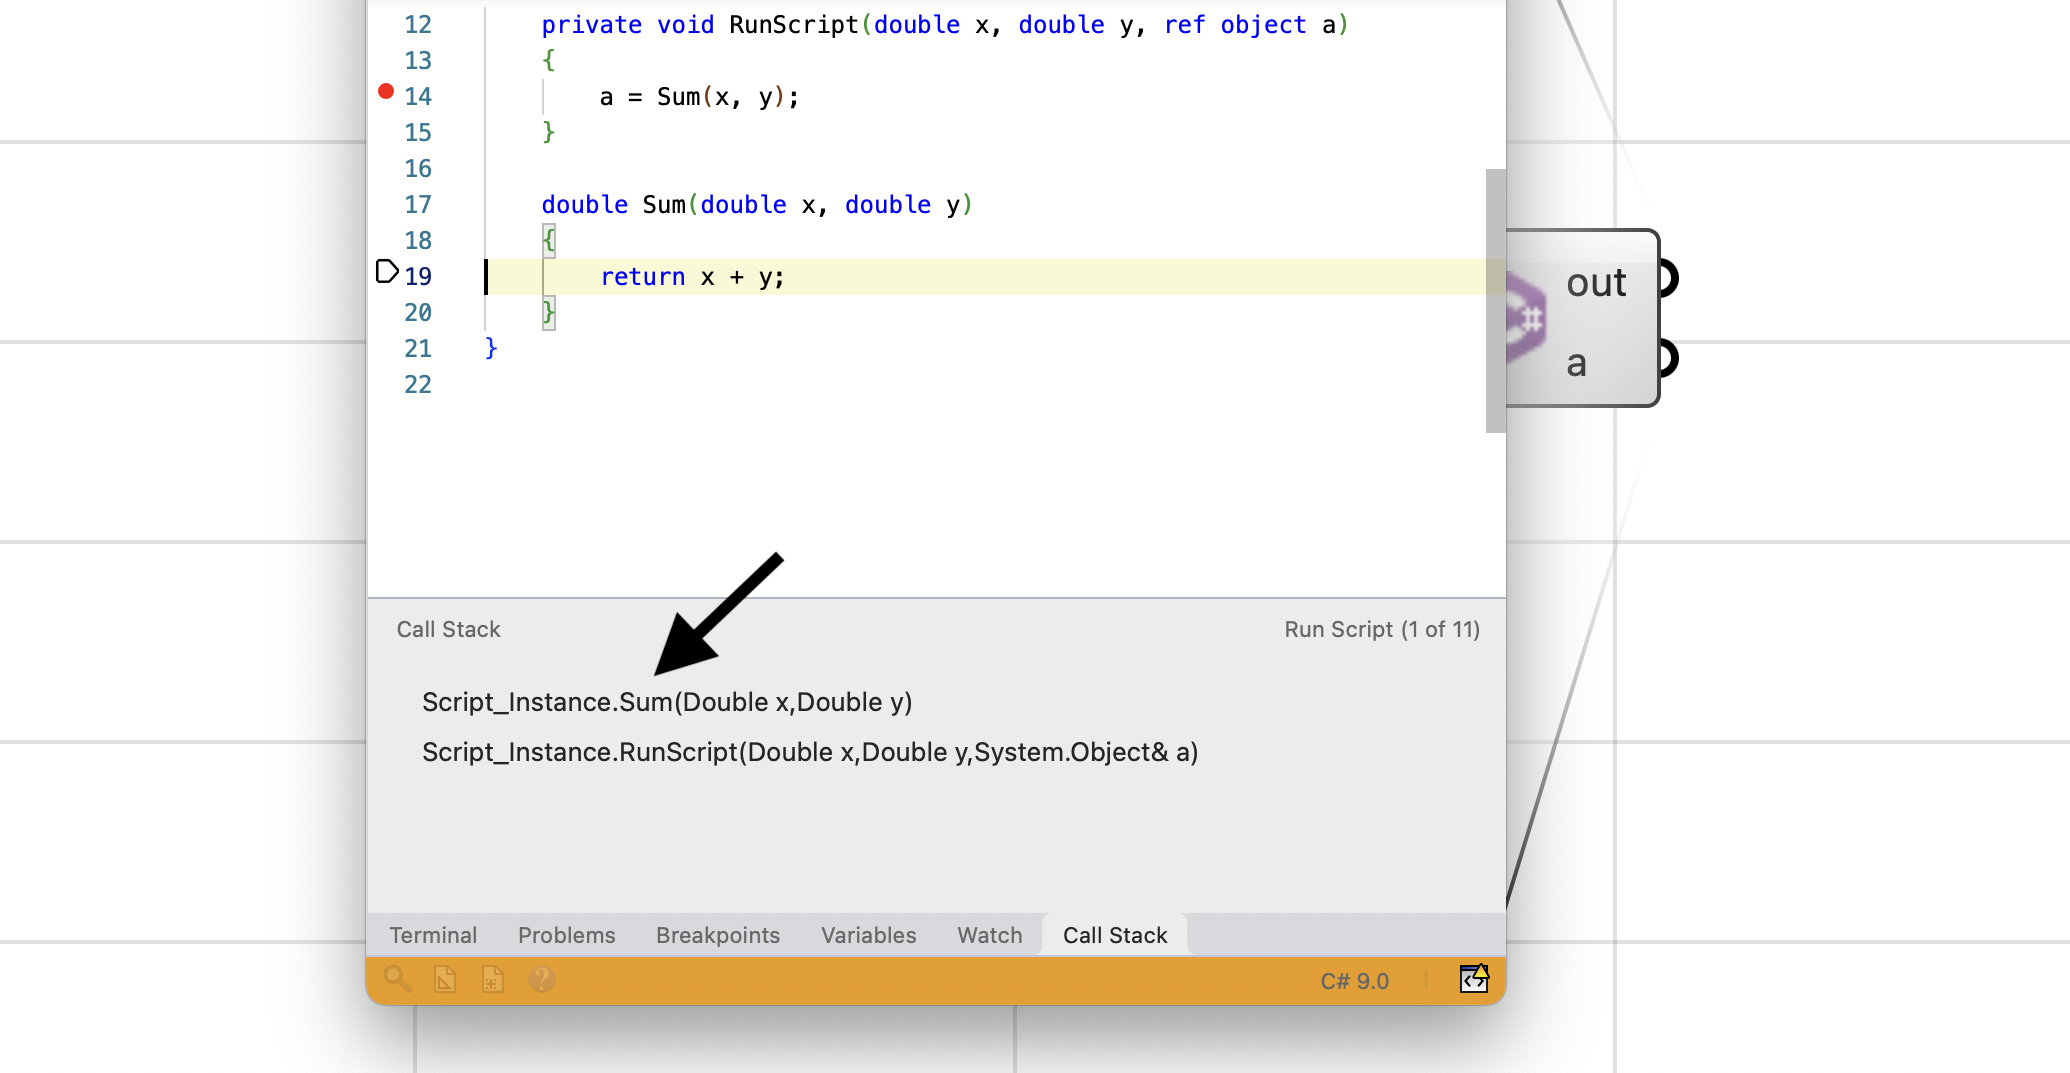 12 private void RunScript(double x, double y, ref object a)
13 {
14 a = Sum(x, y);
15 }
16
17 double Sum(double x, double y)
18 {
19 return x + y;
20 }
21 }
22
#
out
a
Call Stack Run Script (1 of 11)
Script_Instance.Sum(Double x,Double y)
Script_Instance.RunScript(Double x,Double y,System.Object& a)
Terminal Problems Breakpoints Variables Watch Call Stack
? C# 9.0